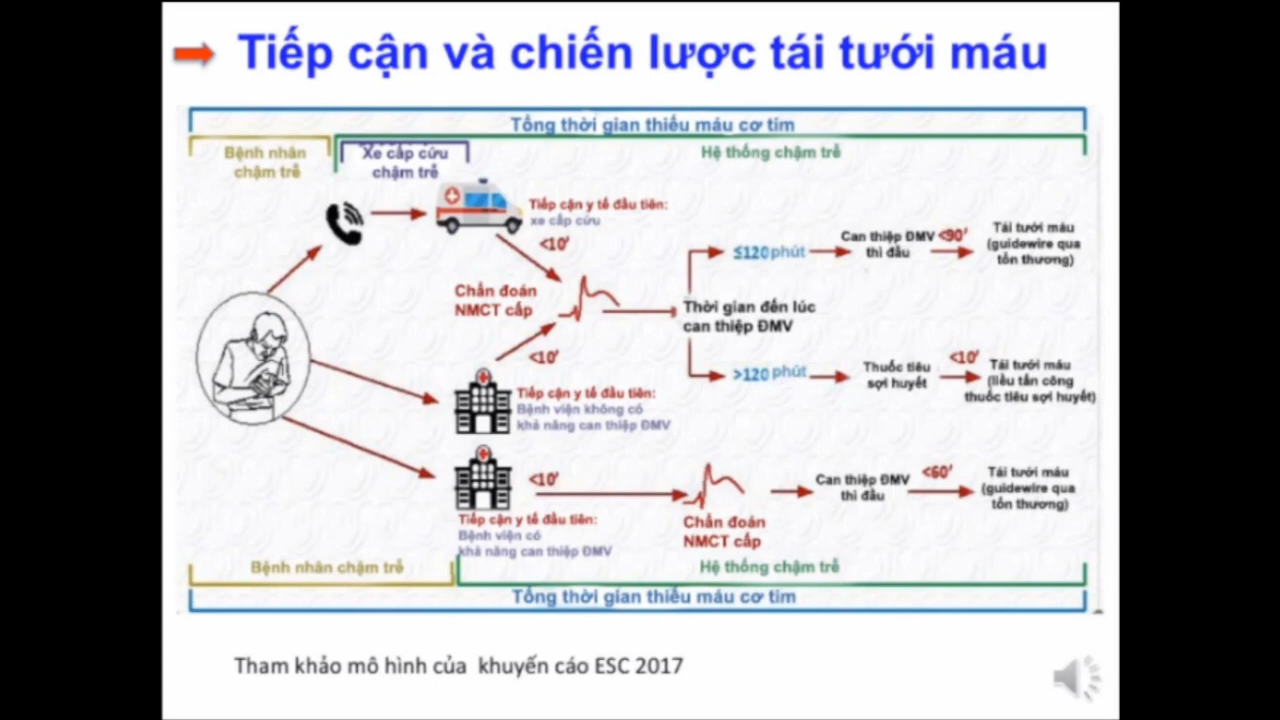 Tiếp cận và chiến lược tái tưới máu
Tổng thời gian thiếu máu cơ tim
Bệnh nhân
chậm trễ
Xe cấp cứu
chậm trễ
Hệ thống chậm trễ
Tiếp cận y tế đầu tiên:
xe cấp cứu
<10'
Chẩn đoán
NMCT cấp
<10'
Thời gian đến lúc
can thiệp ĐMV
≤120 phút
Can thiệp ĐMV
thì đầu
<90'
Tái tưới máu
(guidewire qua
tổn thương)
>120 phút
Thuốc tiêu
sợi huyết
<10'
Tái tưới máu
(liều tấn công
thuốc tiêu sợi huyết)
Tiếp cận y tế đầu tiên:
Bệnh viện không có
khả năng can thiệp ĐMV
<10'
Tiếp cận y tế đầu tiên:
Bệnh viện có
khả năng can thiệp ĐMV
Chẩn đoán
NMCT cấp
Can thiệp ĐMV
thì đầu
<60'
Tái tưới máu
(guidewire qua
tổn thương)
Bệnh nhân chậm trễ
Hệ thống chậm trễ
Tổng thời gian thiếu máu cơ tim
Tham khảo mô hình của khuyến cáo ESC 2017